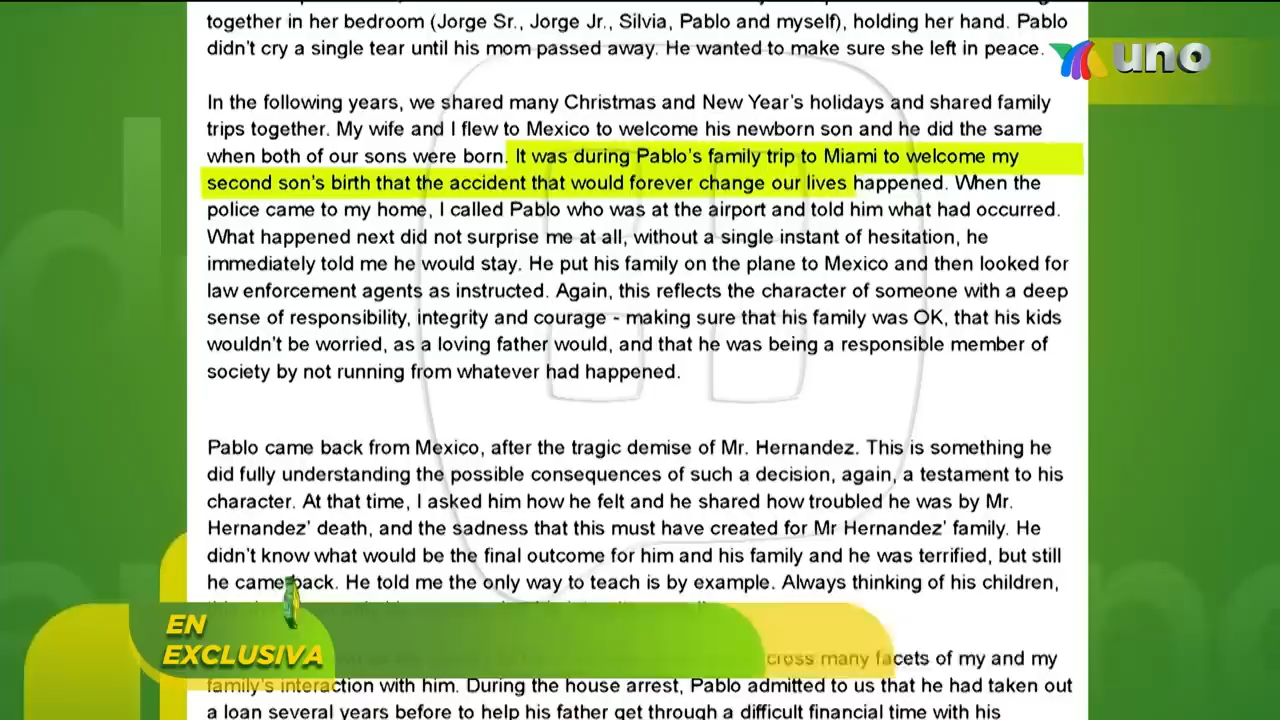 together in her bedroom (Jorge Sr., Jorge Jr., Silvia, Pablo and myself), holding her hand. Pablo
didn't cry a single tear until his mom passed away. He wanted to make sure she left in peace.
uno
In the following years, we shared many Christmas and New Year's holidays and shared family
trips together. My wife and I flew to Mexico to welcome his newborn son and he did the same
when both of our sons were born. It was during Pablo's family trip to Miami to welcome my
second son's birth that the accident that would forever change our lives happened. When the
police came to my home, I called Pablo who was at the airport and told him what had occurred.
What happened next did not surprise me at all, without a single instant of hesitation, he
immediately told me he would stay. He put his family on the plane to Mexico and then looked for
law enforcement agents as instructed. Again, this reflects the character of someone with a deep
sense of responsibility, integrity and courage - making sure that his family was OK, that his kids
wouldn't be worried, as a loving father would, and that he was being a responsible member of
society by not running from whatever had happened.
Pablo came back from Mexico, after the tragic demise of Mr. Hernandez. This is something he
did fully understanding the possible consequences of such a decision, again, a testament to his
character. At that time, I asked him how he felt and he shared how troubled he was by Mr.
Hernandez' death, and the sadness that this must have created for Mr Hernandez' family. He
didn't know what would be the final outcome for him and his family and he was terrified, but still
he came back. He told me the only way to teach is by example. Always thinking of his children,
EN
EXCLUSIVA
cross many facets of my and my
family's interaction with him. During the house arrest, Pablo admitted to us that he had taken out
a loan several years before to help his father get through a difficult financial time with his